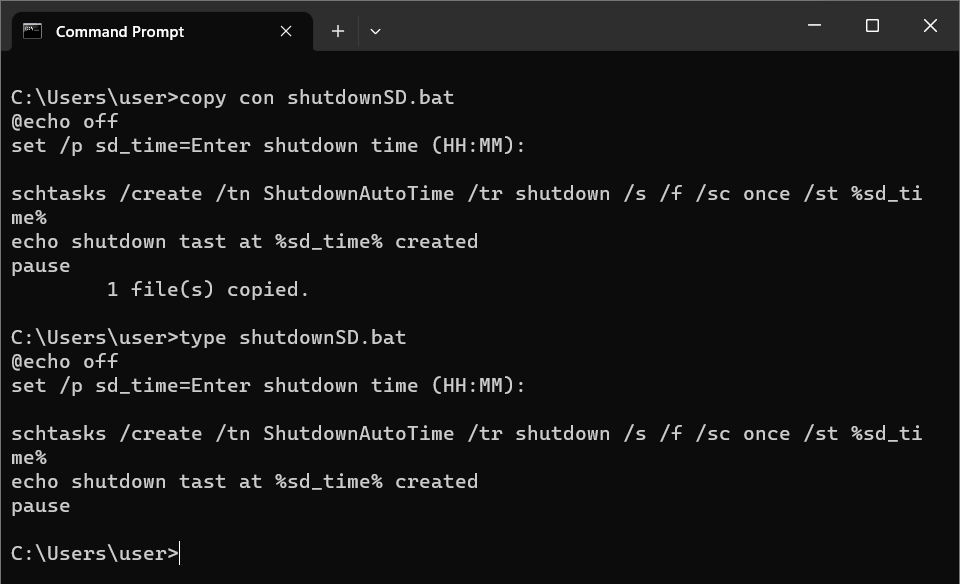 Command Prompt
C:\Users\user>copy con shutdownSD.bat
@echo off
set /p sd_time=Enter shutdown time (HH:MM):
schtasks /create /tn ShutdownAutoTime /tr shutdown /s /f /sc once /st %sd_ti
me%
echo shutdown tast at %sd_time% created
pause
        1 file(s) copied.
C:\Users\user>type shutdownSD.bat
@echo off
set /p sd_time=Enter shutdown time (HH:MM):
schtasks /create /tn ShutdownAutoTime /tr shutdown /s /f /sc once /st %sd_ti
me%
echo shutdown tast at %sd_time% created
pause
C:\Users\user>